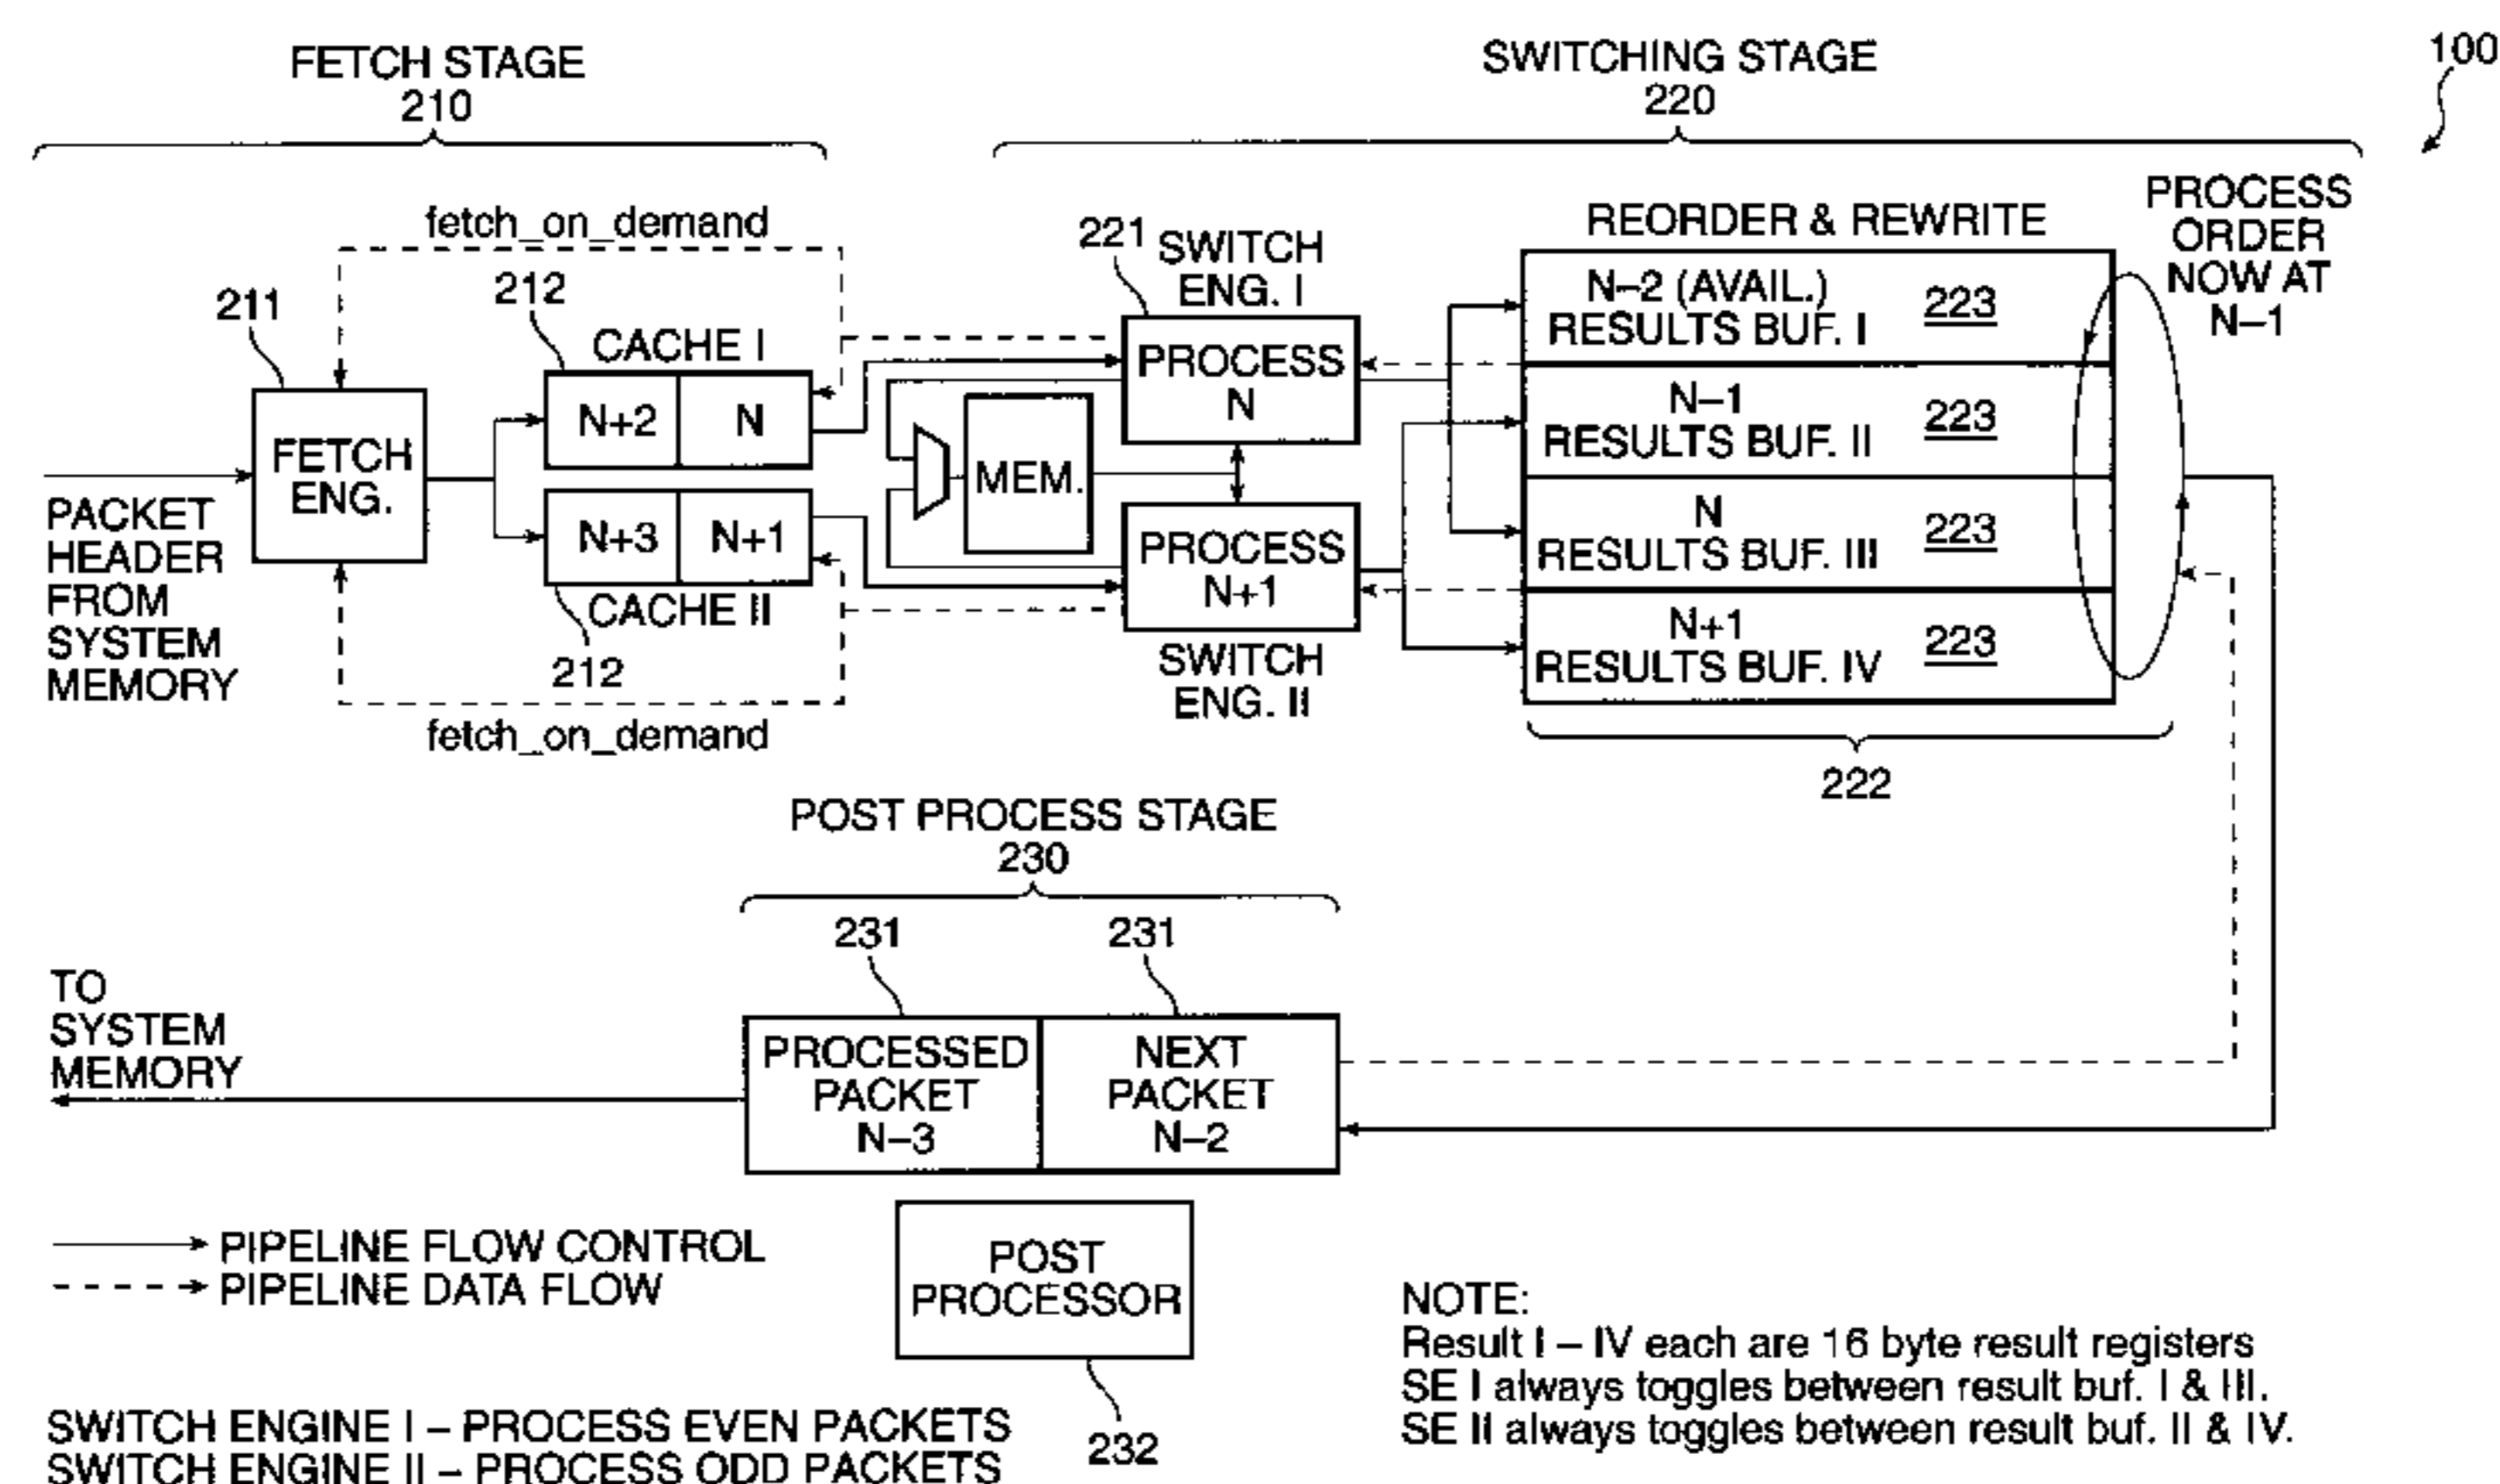 FETCH STAGE
210
SWITCHING STAGE
220
100
fetch_on_demand
211
212
CACHE I
N+2
N
FETCH
ENG.
N+3
N+1
CACHE II
212
fetch_on_demand
PACKET
HEADER
FROM
SYSTEM
MEMORY
221
SWITCH
ENG. I
PROCESS
N
MEM.
PROCESS
N+1
SWITCH
ENG. II
REORDER & REWRITE
N–2 (AVAIL.)
RESULTS BUF. I
223
N–1
RESULTS BUF. II
223
N
RESULTS BUF. III
223
N+1
RESULTS BUF. IV
223
222
PROCESS
ORDER
NOW AT
N–1
POST PROCESS STAGE
230
231
231
TO
SYSTEM
MEMORY
PROCESSED
PACKET
N–3
NEXT
PACKET
N–2
POST
PROCESSOR
232
PIPELINE FLOW CONTROL
PIPELINE DATA FLOW
SWITCH ENGINE I – PROCESS EVEN PACKETS
SWITCH ENGINE II – PROCESS ODD PACKETS
NOTE:
Result I – IV each are 16 byte result registers
SE I always toggles between result buf. I & III.
SE II always toggles between result buf. II & IV.